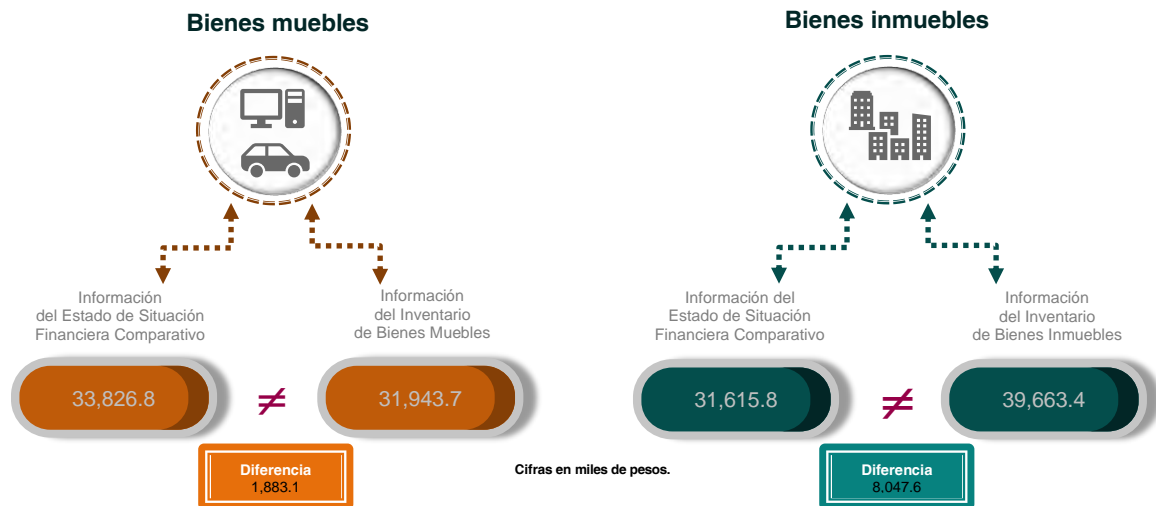 Bienes muebles
Información
del Estado de Situación
Financiera Comparativo
Información
del Inventario
de Bienes Muebles
33,826.8
≠
31,943.7
Diferencia
1,883.1
Cifras en miles de pesos.
Bienes inmuebles
Información del
Estado de Situación
Financiera Comparativo
Información
del Inventario
de Bienes Inmuebles
31,615.8
≠
39,663.4
Diferencia
8,047.6